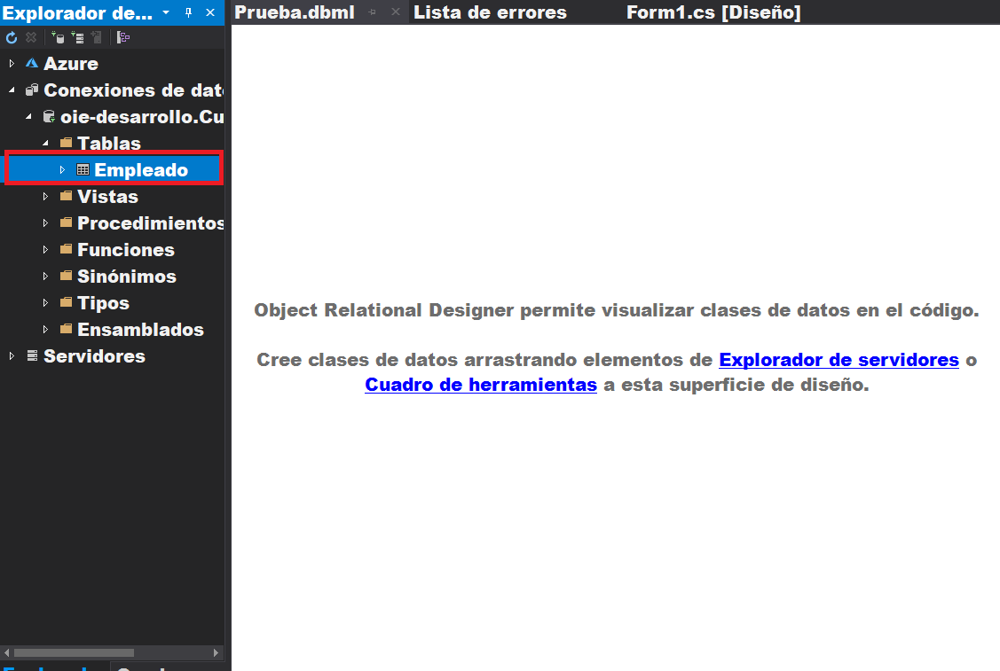 Explorador de...
Prueba.dbml
Lista de errores
Form1.cs [Diseño]
Azure
Conexiones de dat
oie-desarrollo.Cu
Tablas
Empleado
Vistas
Procedimientos
Funciones
Sinónimos
Tipos
Ensamblados
Servidores
Object Relational Designer permite visualizar clases de datos en el código.
Cree clases de datos arrastrando elementos de Explorador de servidores o
Cuadro de herramientas a esta superficie de diseño.